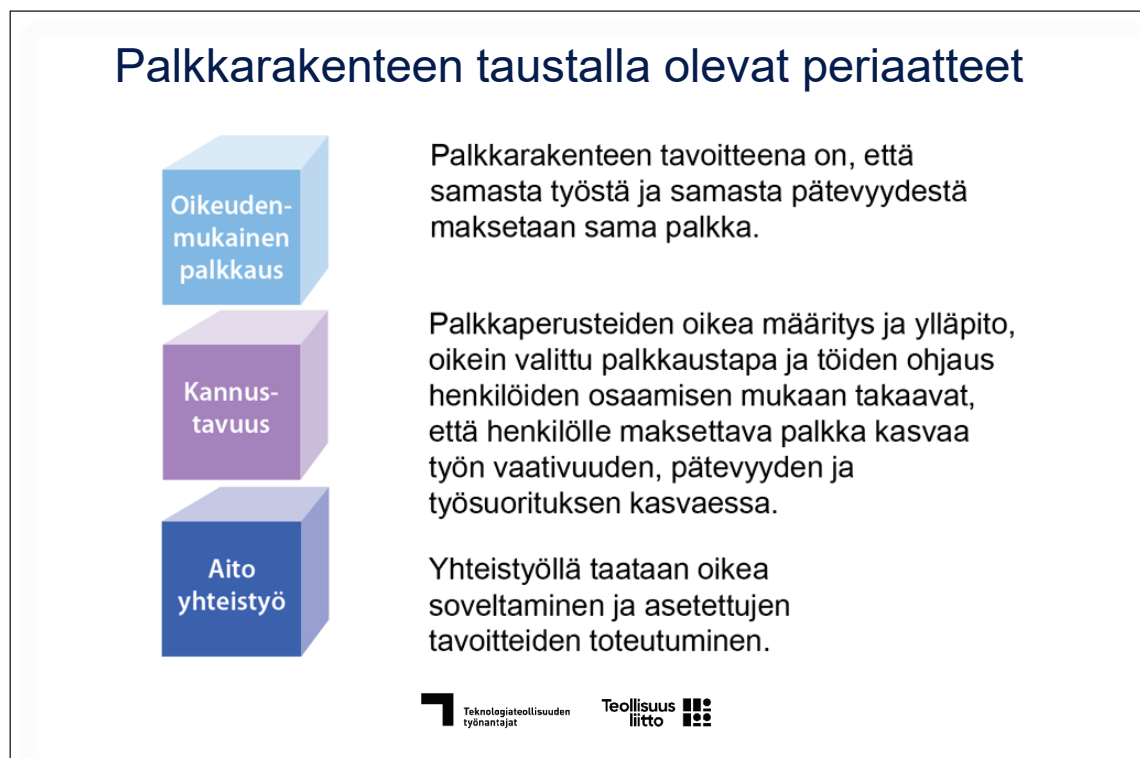 Palkkarakenteen taustalla olevat periaatteet
Oikeuden-
mukainen
palkkaus
Palkkarakenteen tavoitteena on, että
samasta työstä ja samasta pätevyydestä
maksetaan sama palkka.
Kannus-
tavuus
Palkkaperusteiden oikea määritys ja ylläpito,
oikein valittu palkkaustapa ja töiden ohjaus
henkilöiden osaamisen mukaan takaavat,
että henkilölle maksettava palkka kasvaa
työn vaativuuden, pätevyyden ja
työsuorituksen kasvaessa.
Aito
yhteistyö
Yhteistyöllä taataan oikea
soveltaminen ja asetettujen
tavoitteiden toteutuminen.
Teknologiateollisuuden
työnantajat
Teollisuus
liitto